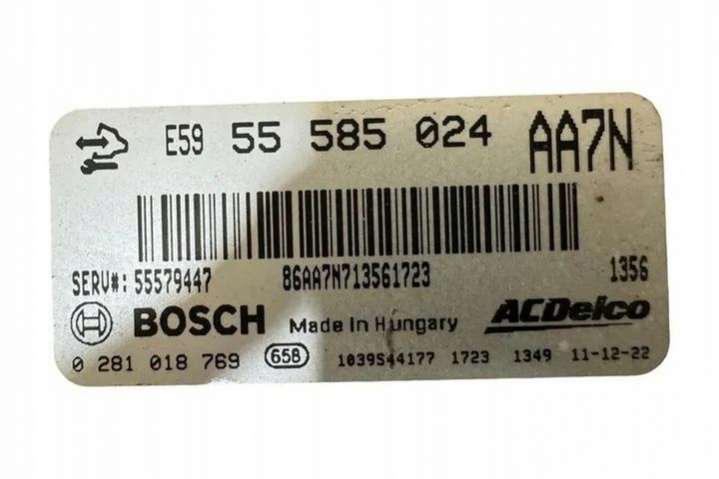 E59 55 585 024 AA7N
SERV#: 55579447 86AA7N713561723 1356
BOSCH Made in Hungary ACDelco
0 281 018 769 658 1039S44177 1723 1349 11-12-22